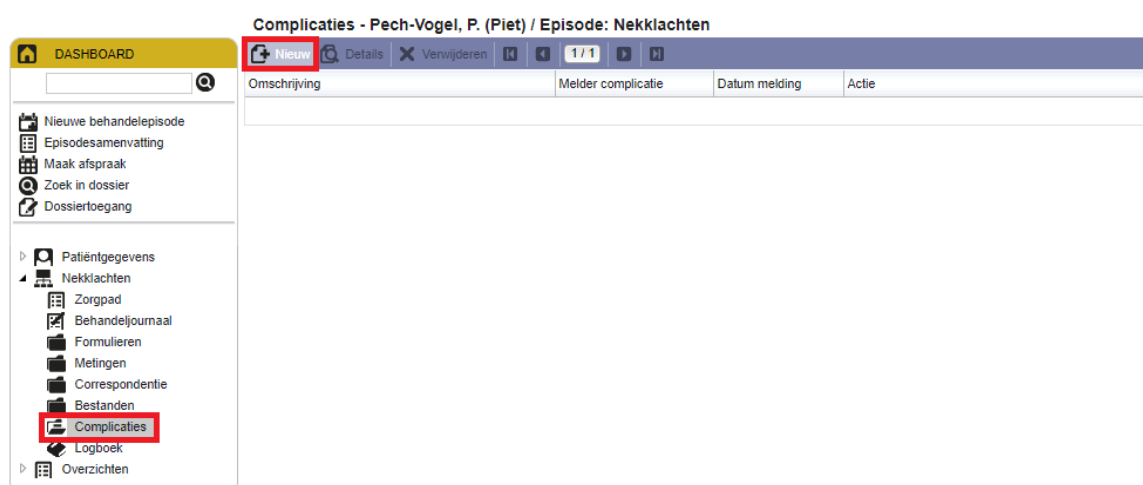 Complicaties - Pech-Vogel, P. (Piet) / Episode: Nekklachten
DASHBOARD
Nieuw Details Verwijderen 1 / 1
Omschrijving Melder complicatie Datum melding Actie
Nieuwe behandelepisode
Episodesamenvatting
Maak afspraak
Zoek in dossier
Dossiertoegang
Patiëntgegevens
Nekklachten
Zorgpad
Behandeljournaal
Formulieren
Metingen
Correspondentie
Bestanden
Complicaties
Logboek
Overzichten